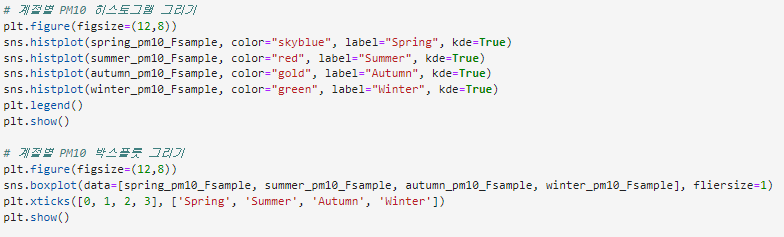 # 계절별 PM10 히스토그램 그리기
plt.figure(figsize=(12,8))
sns.histplot(spring_pm10_Fsample, color="skyblue", label="Spring", kde=True)
sns.histplot(summer_pm10_Fsample, color="red", label="Summer", kde=True)
sns.histplot(autumn_pm10_Fsample, color="gold", label="Autumn", kde=True)
sns.histplot(winter_pm10_Fsample, color="green", label="Winter", kde=True)
plt.legend()
plt.show()

# 계절별 PM10 박스플롯 그리기
plt.figure(figsize=(12,8))
sns.boxplot(data=[spring_pm10_Fsample, summer_pm10_Fsample, autumn_pm10_Fsample, winter_pm10_Fsample], fliersize=1)
plt.xticks([0, 1, 2, 3], ['Spring', 'Summer', 'Autumn', 'Winter'])
plt.show()